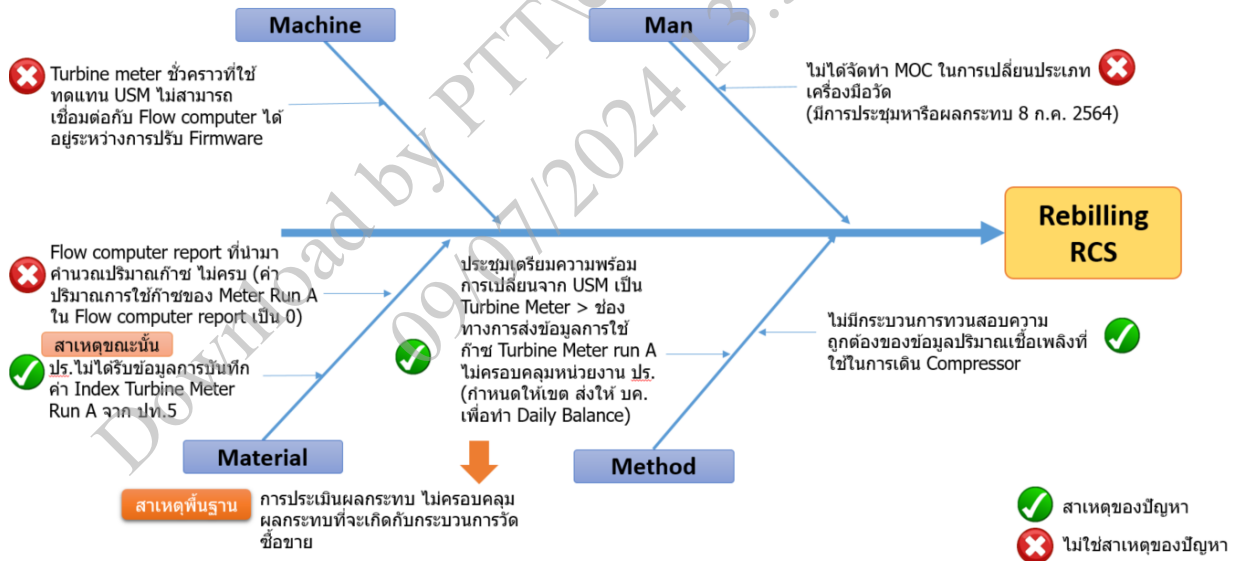 Machine
Man
Turbine meter ชั่วคราวที่ใช้
ทดแทน USM ไม่สามารถ
เชื่อมต่อกับ Flow computer ได้
อยู่ระหว่างการปรับ Firmware
ไม่ได้จัดทำ MOC ในการเปลี่ยนประเภท
เครื่องมือวัด
(มีการประชุมหารือผลกระทบ 8 ก.ค. 2564)
Rebilling
RCS
Flow computer report ที่นำมา
คำนวณปริมาณก๊าซ ไม่ครบ (ค่า
ปริมาณการใช้ก๊าซของ Meter Run A
ใน Flow computer report เป็น 0)
สาเหตุขณะนั้น
ปร.ไม่ได้รับข้อมูลการบันทึก
ค่า Index Turbine Meter
Run A จาก ปท.5
ประชุมเตรียมความพร้อม
การเปลี่ยนจาก USM เป็น
Turbine Meter > ช่อง
ทางการส่งข้อมูลการใช้
ก๊าซ Turbine Meter run A
ไม่ครอบคลุมหน่วยงาน ปร.
(กำหนดให้เขต ส่งให้ บค.
เพื่อทำ Daily Balance)
ไม่มีกระบวนการทวนสอบความ
ถูกต้องของข้อมูลปริมาณเชื้อเพลิงที่
ใช้ในการเดิน Compressor
Material
Method
สาเหตุพื้นฐาน
การประเมินผลกระทบ ไม่ครอบคลุม
ผลกระทบที่จะเกิดกับกระบวนการวัด
ซื้อขาย
สาเหตุของปัญหา
ไม่ใช่สาเหตุของปัญหา
Download by PTT\
09/07/2024 13: